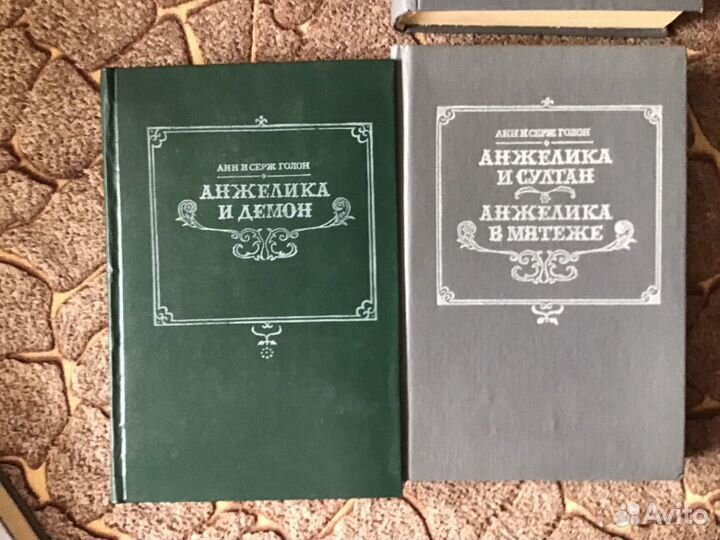 АНН И СЕРЖ ГОЛОН
АНЖЕЛИКА
И ДЕМОН
АНН И СЕРЖ ГОЛОН
АНЖЕЛИКА
И СУЛТАН
АНЖЕЛИКА
В МЯТЕЖЕ
Avito